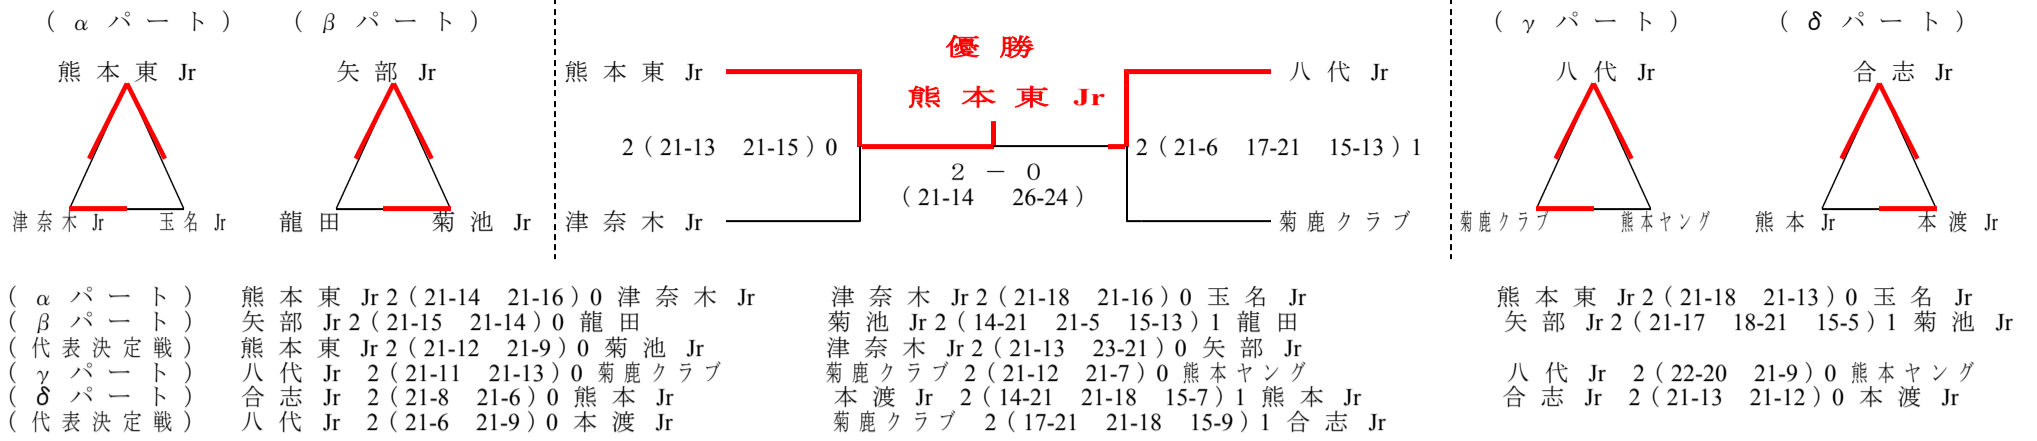 (αパート) (βパート) (γパート) (δパート)
優勝
熊本東 Jr 矢部 Jr 熊本東 Jr 八代 Jr 八代 Jr 合志 Jr
熊本東 Jr
2(21-13 21-15)0 2(21-6 17-21 15-13)1
2 - 0
(21-14 26-24)
津奈木 Jr 玉名 Jr 龍田 菊池 Jr 津奈木 Jr 菊鹿クラブ 菊鹿クラブ 熊本ヤング 熊本 Jr 本渡 Jr
(αパート) 熊本東 Jr 2(21-14 21-16)0 津奈木 Jr 津奈木 Jr 2(21-18 21-16)0 玉名 Jr 熊本東 Jr 2(21-18 21-13)0 玉名 Jr
(βパート) 矢部 Jr 2(21-15 21-14)0 龍田 菊池 Jr 2(14-21 21-5 15-13)1 龍田 矢部 Jr 2(21-17 18-21 15-5)1 菊池 Jr
(代表決定戦) 熊本東 Jr 2(21-12 21-9)0 菊池 Jr 津奈木 Jr 2(21-13 23-21)0 矢部 Jr
(γパート) 八代 Jr 2(21-11 21-13)0 菊鹿クラブ 菊鹿クラブ 2(21-12 21-7)0 熊本ヤング 八代 Jr 2(22-20 21-9)0 熊本ヤング
(δパート) 合志 Jr 2(21-8 21-6)0 熊本 Jr 本渡 Jr 2(14-21 21-18 15-7)1 熊本 Jr 合志 Jr 2(21-13 21-12)0 本渡 Jr
(代表決定戦) 八代 Jr 2(21-6 21-9)0 本渡 Jr 菊鹿クラブ 2(17-21 21-18 15-9)1 合志 Jr